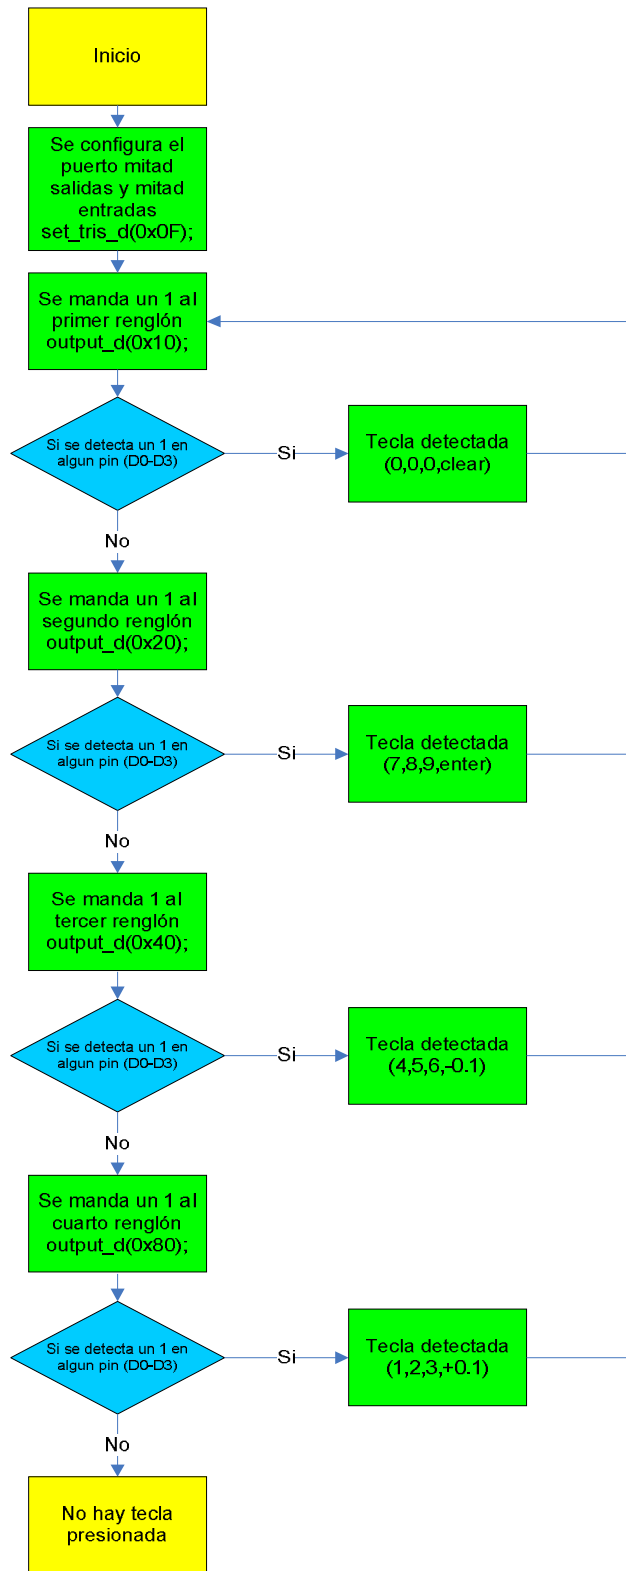 Inicio
Se configura el
puerto mitad
salidas y mitad
entradas
set_tris_d(0x0F);
Se manda un 1 al
primer renglón
output_d(0x10);
Si se detecta un 1 en
algun pin (D0-D3)
Si
Tecla detectada
(0,0,0,clear)
No
Se manda un 1 al
segundo renglón
output_d(0x20);
Si se detecta un 1 en
algun pin (D0-D3)
Si
Tecla detectada
(7,8,9,enter)
No
Se manda 1 al
tercer renglón
output_d(0x40);
Si se detecta un 1 en
algun pin (D0-D3)
Si
Tecla detectada
(4,5,6,-0.1)
No
Se manda un 1 al
cuarto renglón
output_d(0x80);
Si se detecta un 1 en
algun pin (D0-D3)
Si
Tecla detectada
(1,2,3,+0.1)
No
No hay tecla
presionada